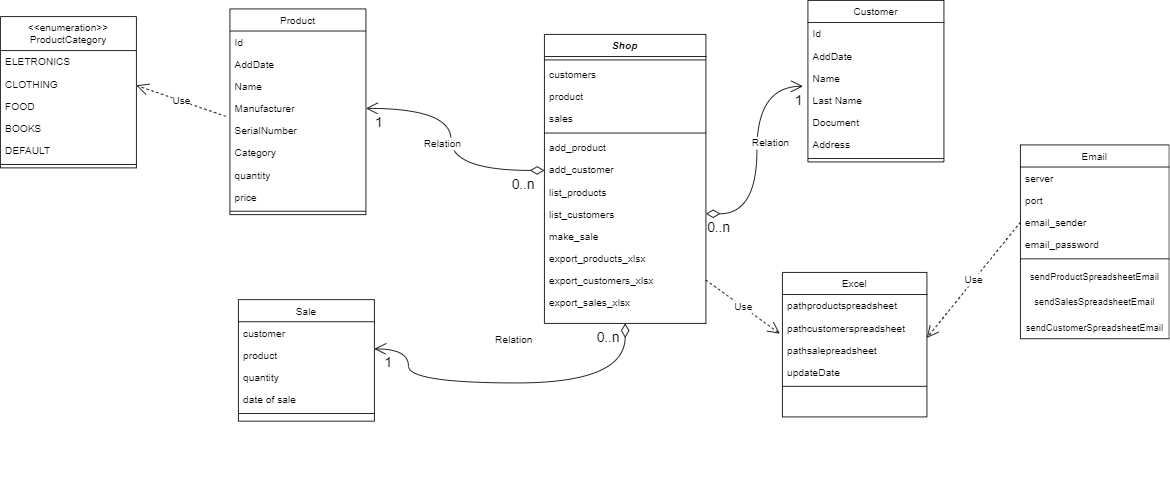 <<enumeration>>
ProductCategory
ELETRONICS
CLOTHING
FOOD
BOOKS
DEFAULT
Use
Product
Id
AddDate
Name
Manufacturer
SerialNumber
Category
quantity
price
1
Relation
0..n
Shop
customers
product
sales
add_product
add_customer
list_products
list_customers
make_sale
export_products_xlsx
export_customers_xlsx
export_sales_xlsx
Customer
Id
AddDate
Name
Last Name
Document
Address
1
Relation
0..n
Sale
customer
product
quantity
date of sale
1
Relation
0..n
Use
Excel
pathproductspreadsheet
pathcustomerspreadsheet
pathsalepreadsheet
updateDate
Use
Email
server
port
email_sender
email_password
sendProductSpreadsheetEmail
sendSalesSpreadsheetEmail
sendCustomerSpreadsheetEmail